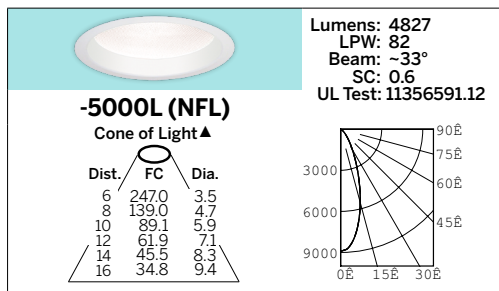 Lumens: 4827
LPW: 82
Beam: ~33°
SC: 0.6
UL Test: 11356591.12
-5000L (NFL)
Cone of Light▲
Dist. FC Dia.
6 247.0 3.5
8 139.0 4.7
10 89.1 5.9
12 61.9 7.1
14 45.5 8.3
16 34.8 9.4
90Ê
75Ê
3000
60Ê
6000
45Ê
9000
0Ê 15Ê 30Ê